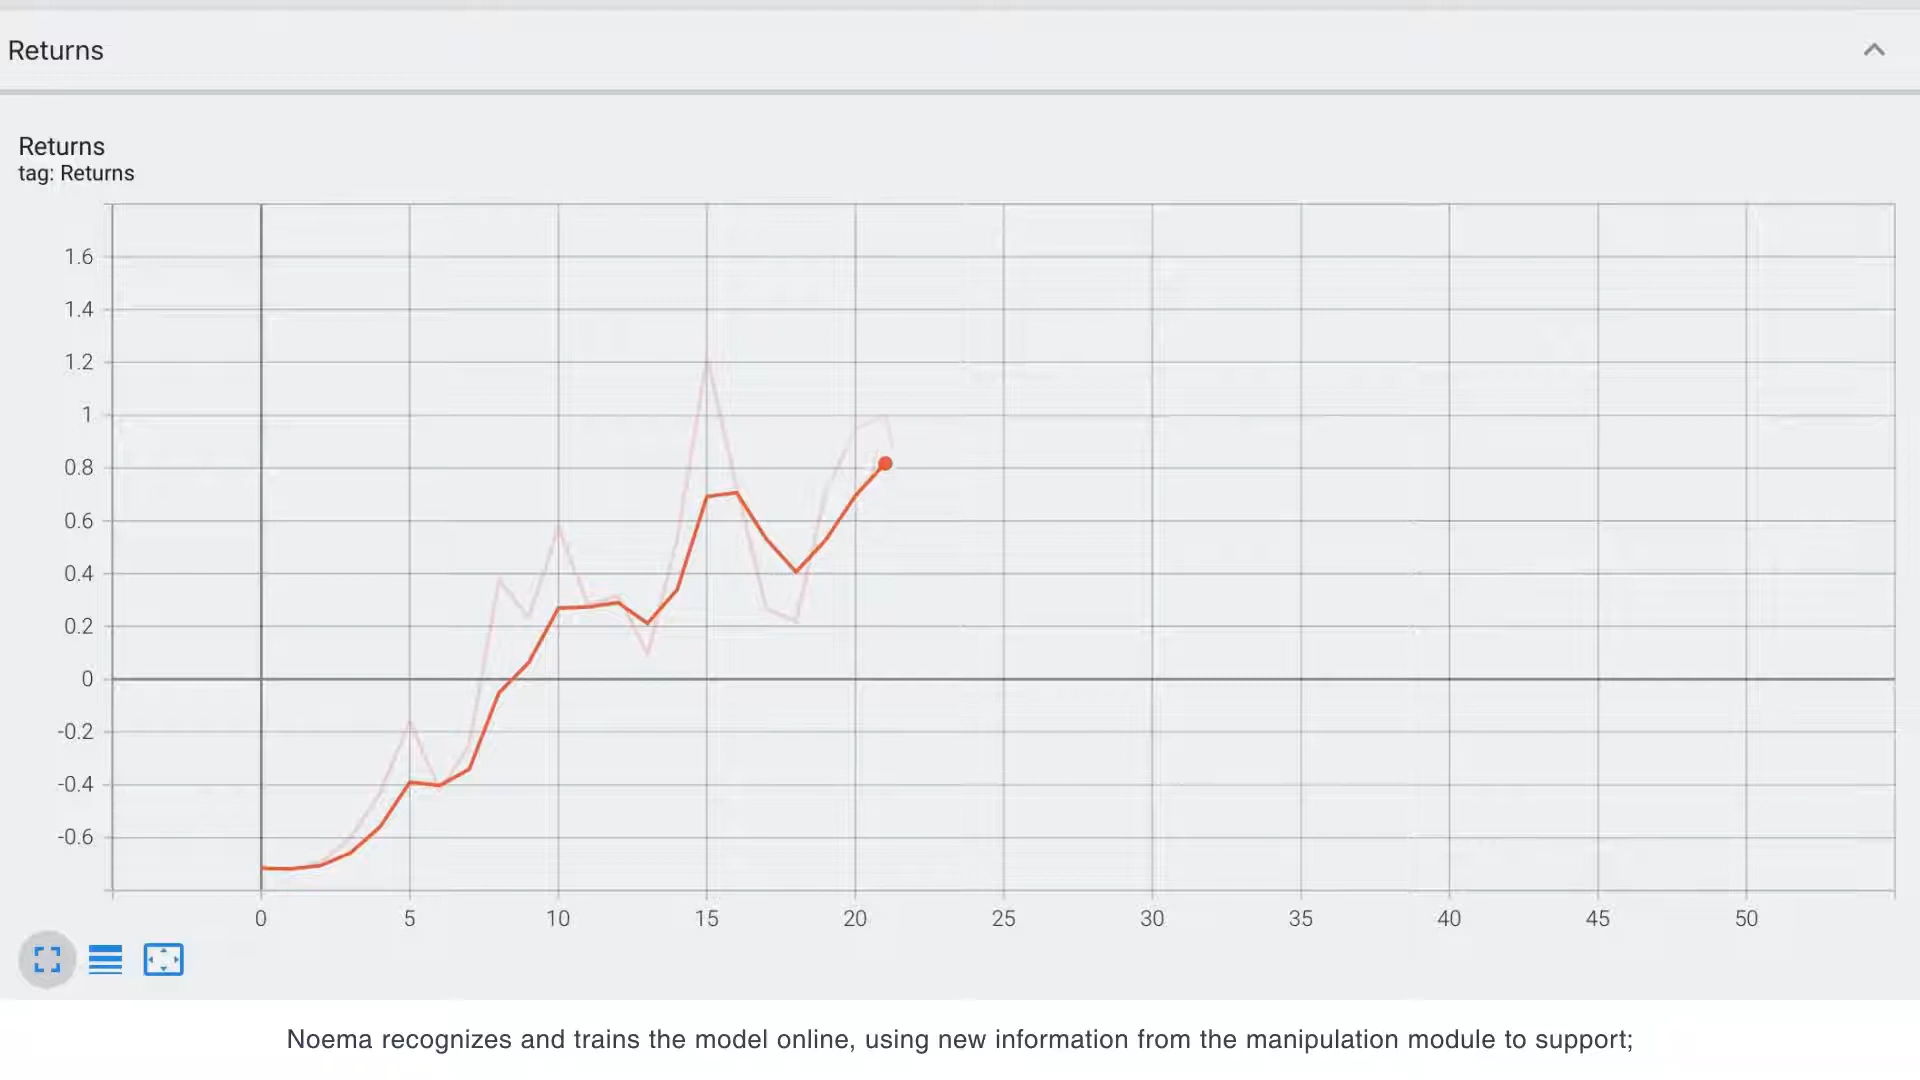 Returns
Returns
tag: Returns
1.6
1.4
1.2
1
0.8
0.6
0.4
0.2
0
-0.2
-0.4
-0.6
0 5 10 15 20 25 30 35 40 45 50
Noema recognizes and trains the model online, using new information from the manipulation module to support;